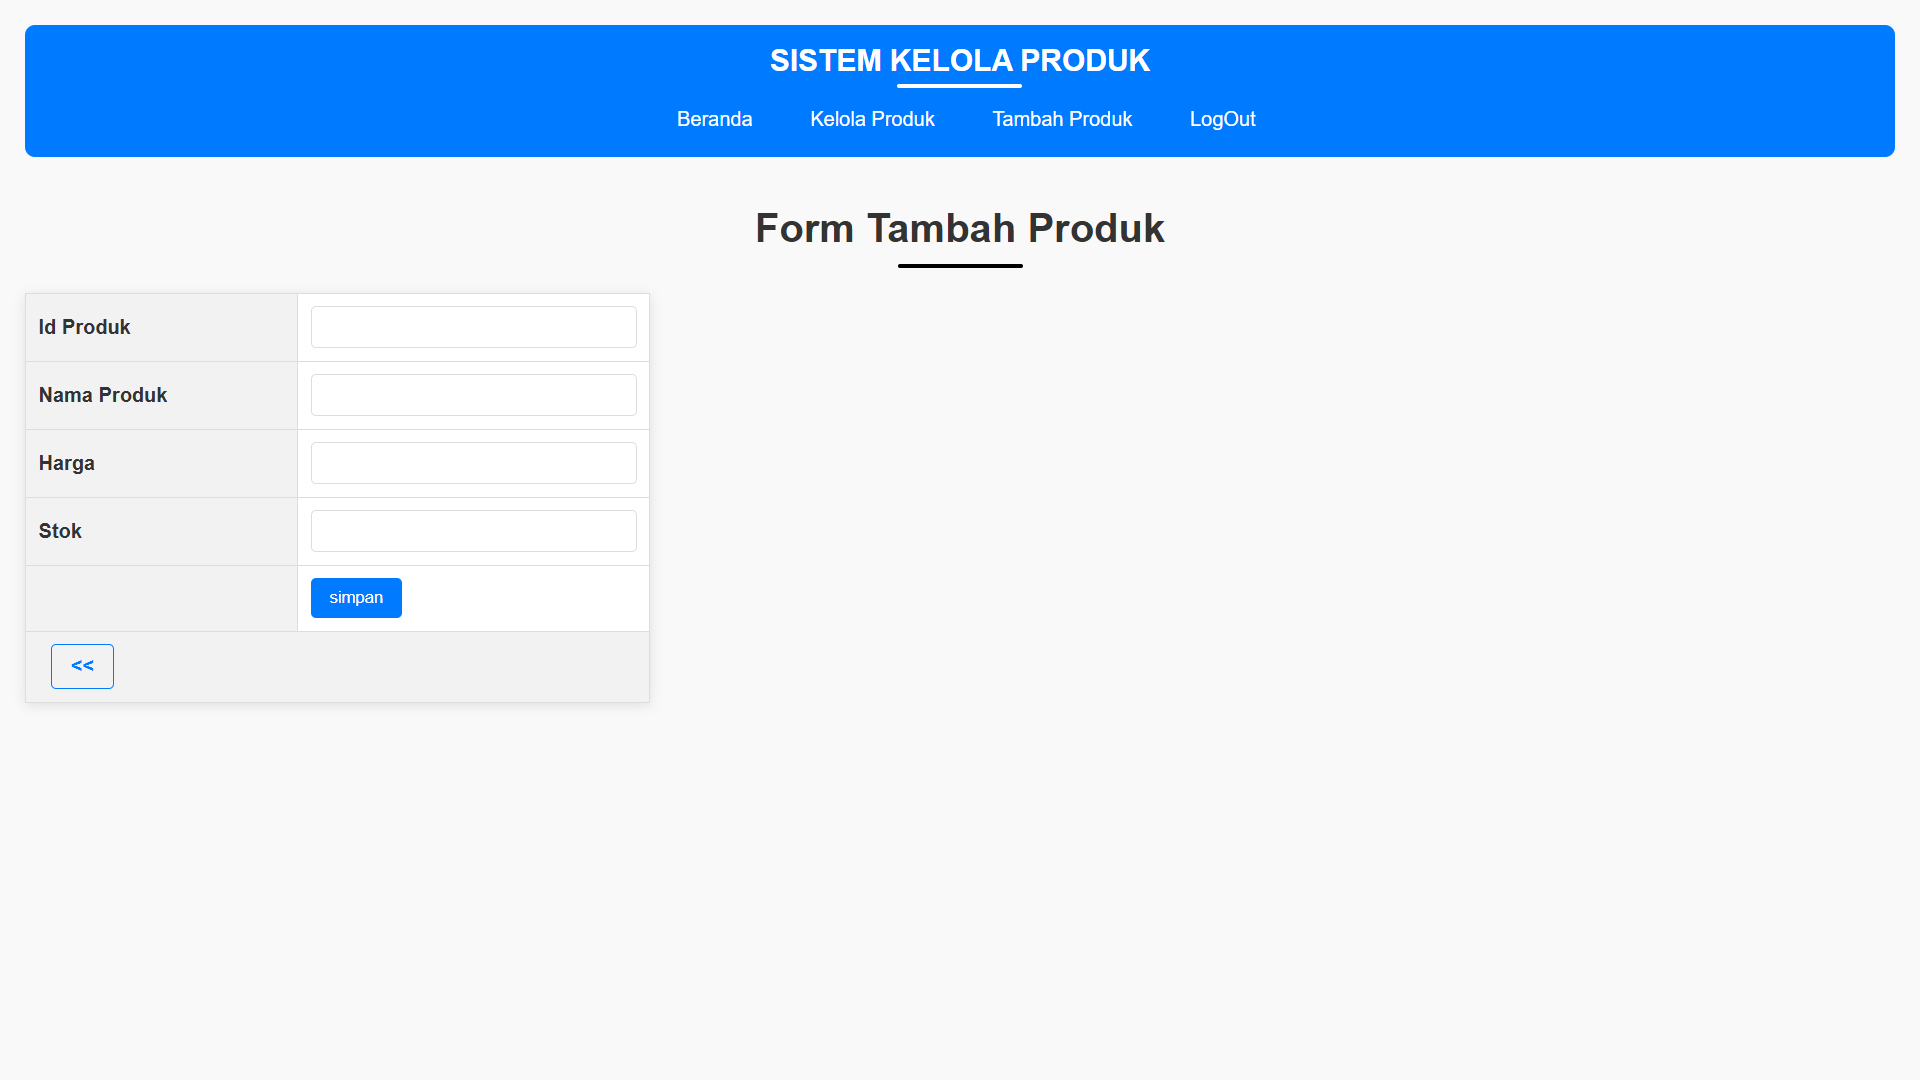 SISTEM KELOLA PRODUK
Beranda Kelola Produk Tambah Produk LogOut
Form Tambah Produk
Id Produk
Nama Produk
Harga
Stok
simpan
<<